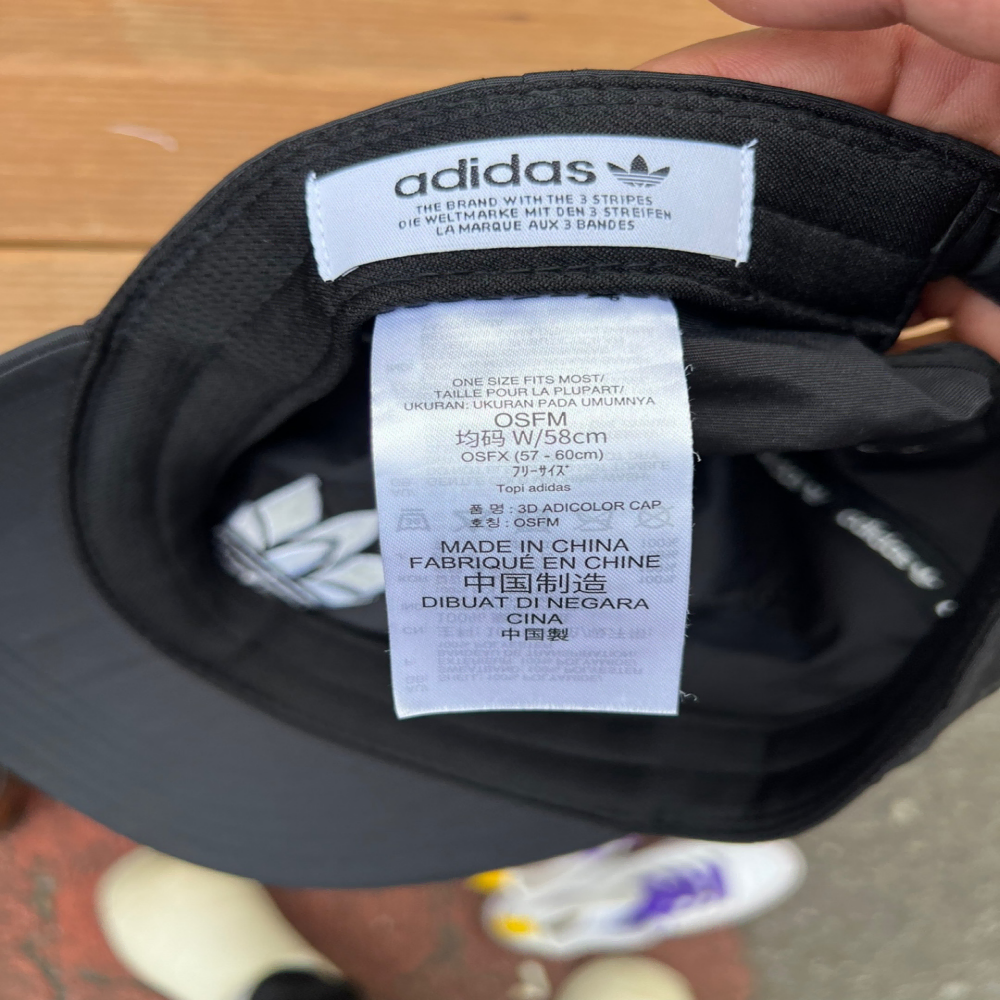 adidas
THE BRAND WITH THE 3 STRIPES
DIE WELTMARKE MIT DEN 3 STREIFEN
LA MARQUE AUX 3 BANDES
ONE SIZE FITS MOST/
TAILLE POUR LA PLUPART/
UKURAN: UKURAN PADA UMUMNYA
OSFM
均码 W/58cm
OSFX (57 - 60cm)
フリーサイズ
Topi adidas
품 명 : 3D ADICOLOR CAP
호칭 : OSFM
MADE IN CHINA
FABRIQUÉ EN CHINE
中国制造
DIBUAT DI NEGARA
CINA
中国製
adidas